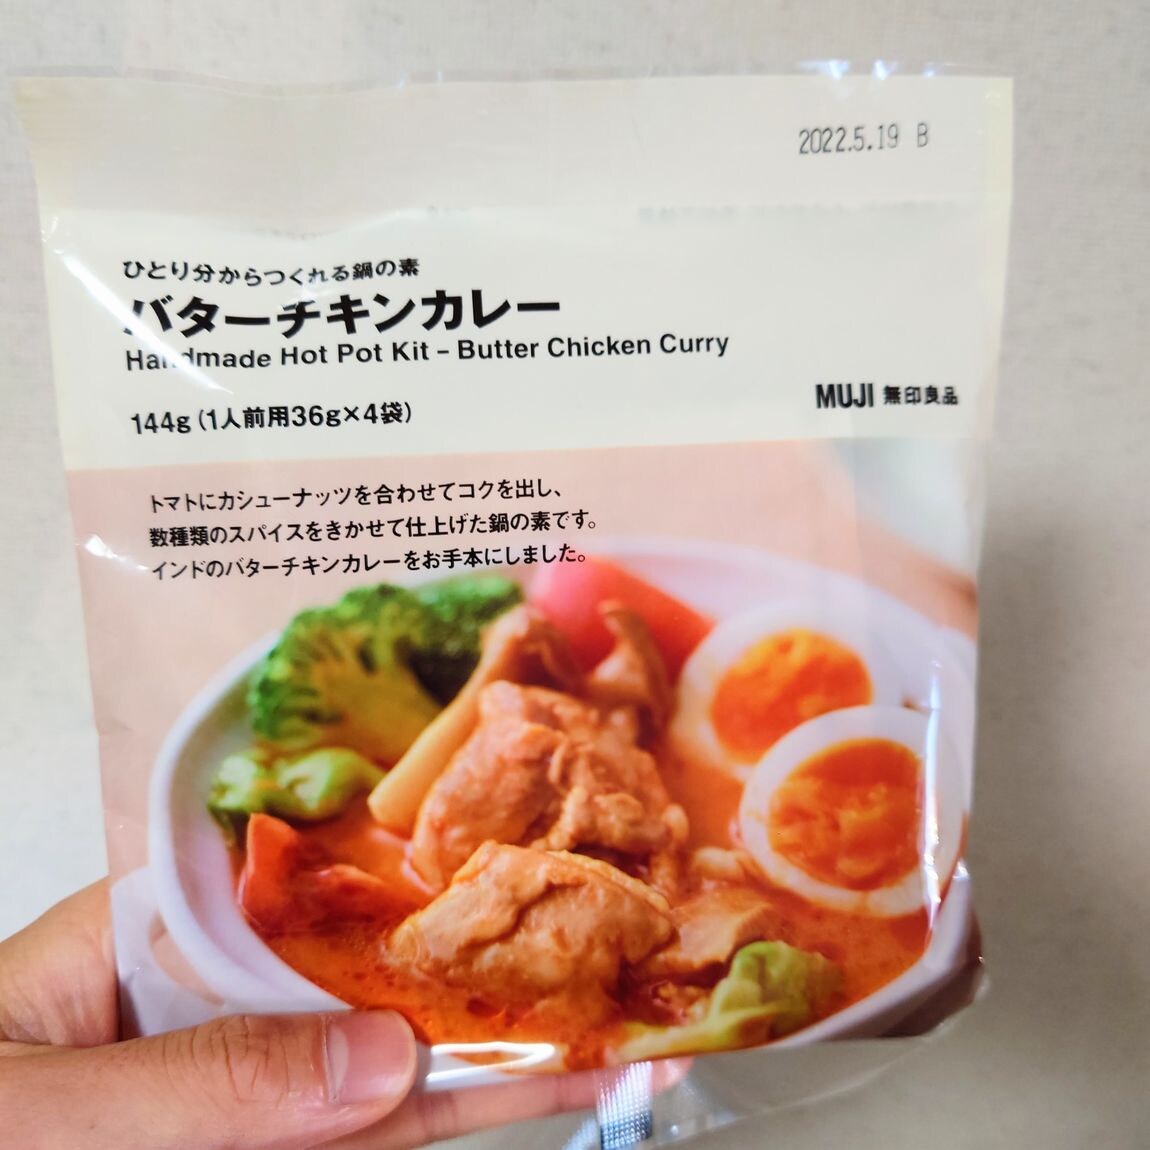 2022.5.19 B
ひとり分からつくれる鍋の素
バターチキンカレー
Handmade Hot Pot Kit – Butter Chicken Curry
144g (1人前用36g×4袋)
MUJI 無印良品
トマトにカシューナッツを合わせてコクを出し、
数種類のスパイスをきかせて仕上げた鍋の素です。
インドのバターチキンカレーをお手本にしました。